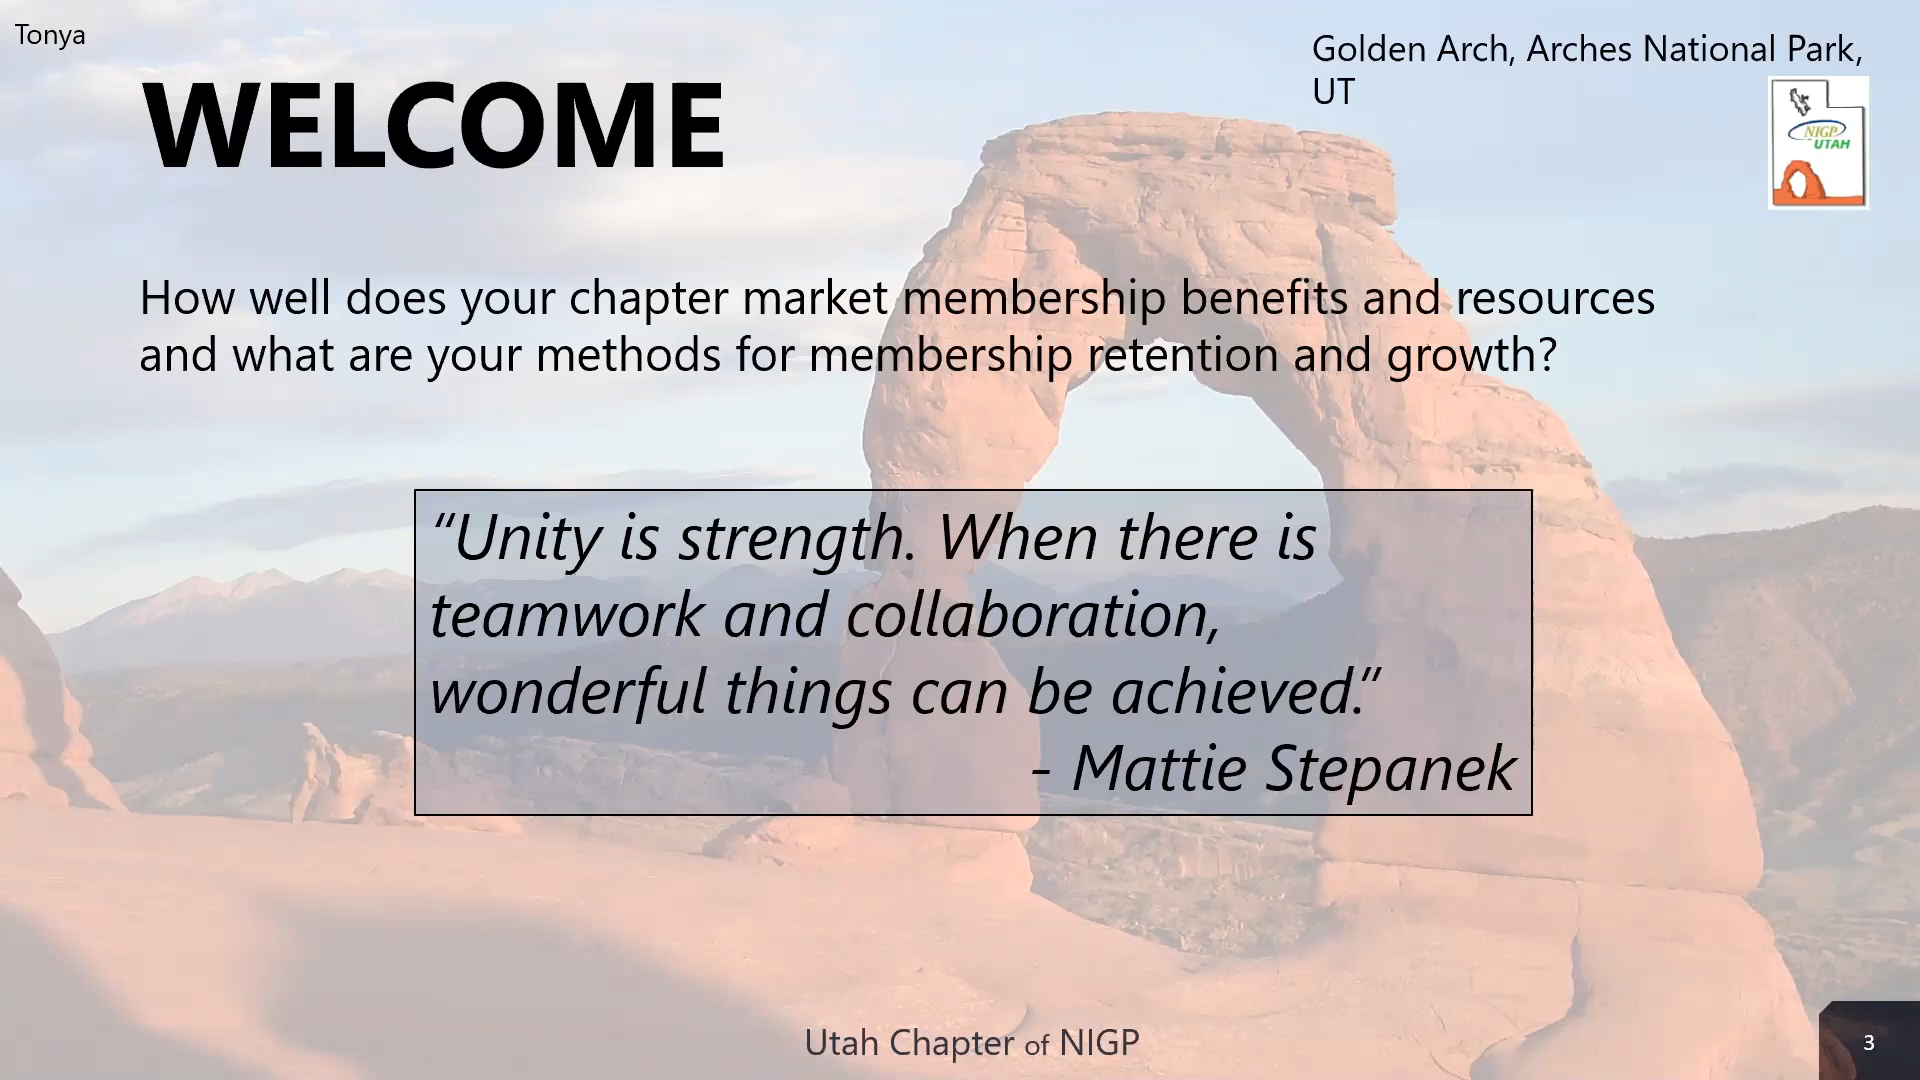 Tonya
Golden Arch, Arches National Park,
UT
WELCOME
NIGP
UTAH
How well does your chapter market membership benefits and resources
and what are your methods for membership retention and growth?
“Unity is strength. When there is
teamwork and collaboration,
wonderful things can be achieved.”
- Mattie Stepanek
Utah Chapter of NIGP
3